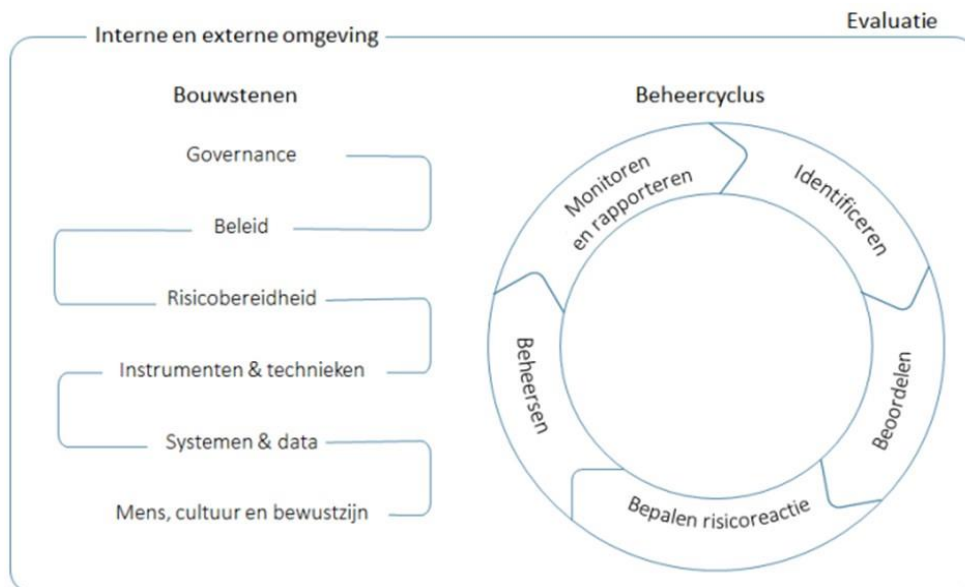 Evaluatie
Interne en externe omgeving
Bouwstenen
Governance
Beleid
Risicobereidheid
Instrumenten & technieken
Systemen & data
Mens, cultuur en bewustzijn
Beheercyclus
Identificeren
Beoordelen
Bepalen risicoreactie
Beheersen
Monitoren
en rapporteren